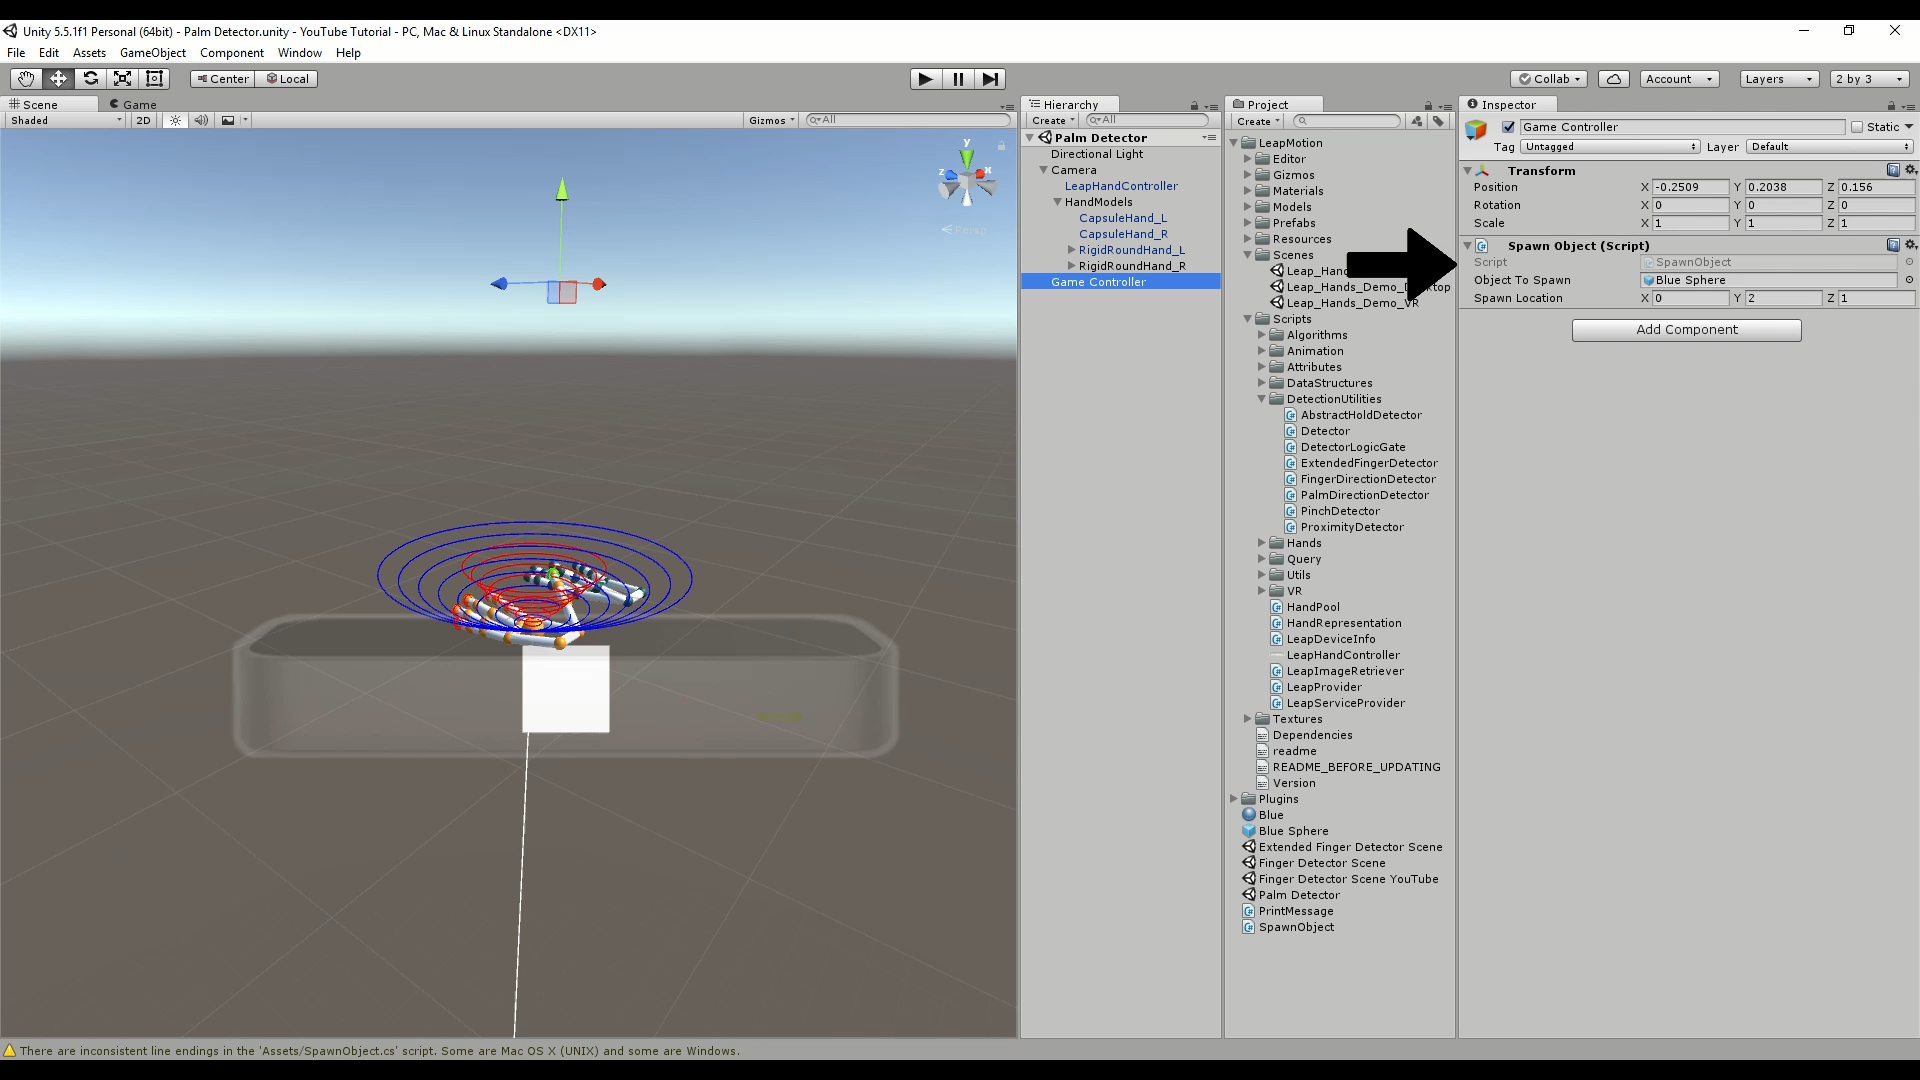 Unity 5.5.1f1 Personal (64bit) - Palm Detector.unity - YouTube Tutorial - PC, Mac & Linux Standalone <DX11>
File Edit Assets GameObject Component Window Help
Center Local
Collab Account Layers 2 by 3
Scene Game
Shaded 2D Gizmos All
y
z x
Persp
Hierarchy
Create All
Palm Detector
Directional Light
Camera
LeapHandController
HandModels
CapsuleHand_L
CapsuleHand_R
RigidRoundHand_L
RigidRoundHand_R
Game Controller
Project
Create
LeapMotion
Editor
Gizmos
Materials
Models
Prefabs
Resources
Scenes
Leap_Han
Leap_Hands_Demo_D ktop
Leap_Hands_Demo_VR
Scripts
Algorithms
Animation
Attributes
DataStructures
DetectionUtilities
AbstractHoldDetector
Detector
DetectorLogicGate
ExtendedFingerDetector
FingerDirectionDetector
PalmDirectionDetector
PinchDetector
ProximityDetector
Hands
Query
Utils
VR
HandPool
HandRepresentation
LeapDeviceInfo
LeapHandController
LeapImageRetriever
LeapProvider
LeapServiceProvider
Textures
Dependencies
readme
README_BEFORE_UPDATING
Version
Plugins
Blue
Blue Sphere
Extended Finger Detector Scene
Finger Detector Scene
Finger Detector Scene YouTube
Palm Detector
PrintMessage
SpawnObject
Inspector
Game Controller Static
Tag Untagged Layer Default
Transform
Position X -0.2509 Y 0.2038 Z 0.156
Rotation X 0 Y 0 Z 0
Scale X 1 Y 1 Z 1
Spawn Object (Script)
Script SpawnObject
Object To Spawn Blue Sphere
Spawn Location X 0 Y 2 Z 1
Add Component
There are inconsistent line endings in the 'Assets/SpawnObject.cs' script. Some are Mac OS X (UNIX) and some are Windows.